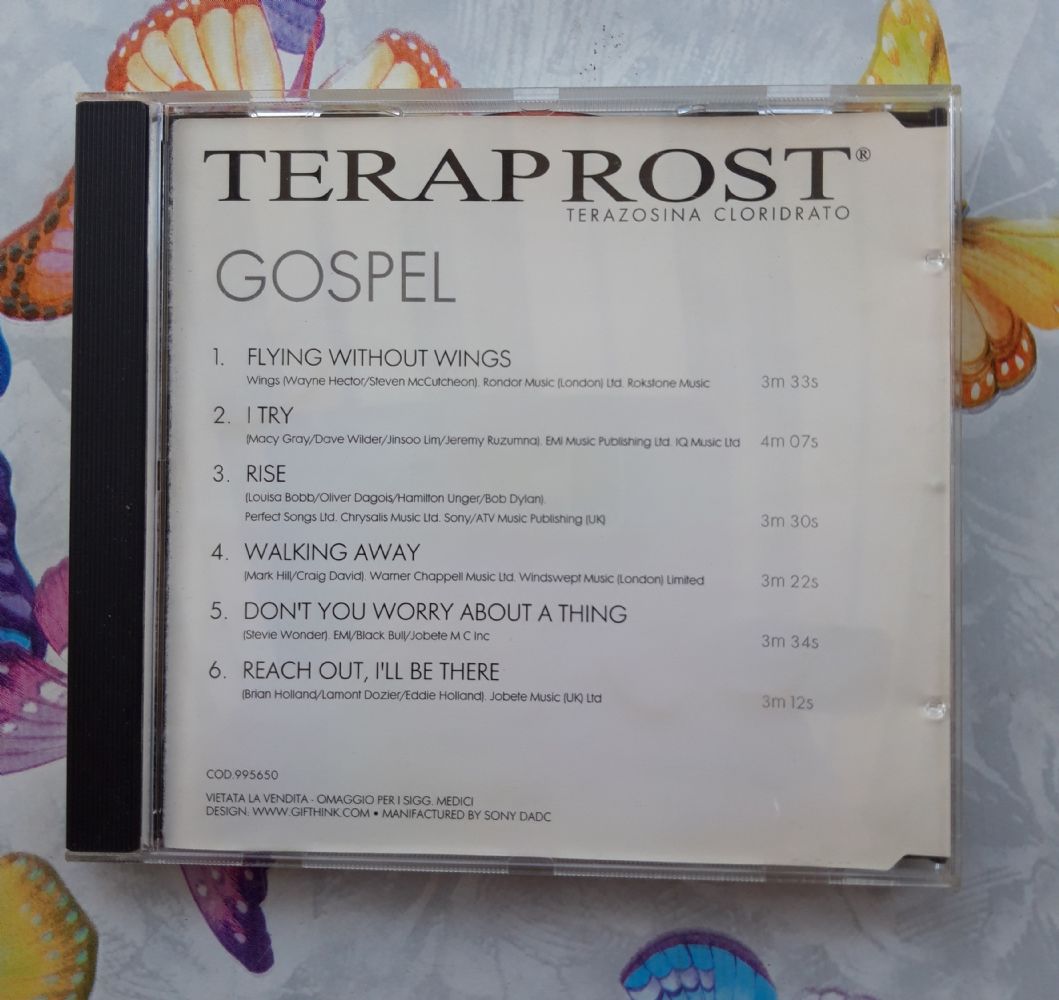 TERAPROST®
TERAZOSINA CLORIDRATO
GOSPEL
1. FLYING WITHOUT WINGS
Wings (Wayne Hector/Steven McCutcheon). Rondor Music (London) Ltd. Rokstone Music 3m 33s
2. I TRY
(Macy Gray/Dave Wilder/Jinsoo Lim/Jeremy Ruzumna). EMI Music Publishing Ltd. IQ Music Ltd 4m 07s
3. RISE
(Louisa Bobb/Oliver Dagois/Hamilton Unger/Bob Dylan).
Perfect Songs Ltd. Chrysalis Music Ltd. Sony/ATV Music Publishing (UK) 3m 30s
4. WALKING AWAY
(Mark Hill/Craig David). Warner Chappell Music Ltd. Windswept Music (London) Limited 3m 22s
5. DON'T YOU WORRY ABOUT A THING
(Stevie Wonder). EMI/Black Bull/Jobete M C Inc 3m 34s
6. REACH OUT, I'LL BE THERE
(Brian Holland/Lamont Dozier/Eddie Holland). Jobete Music (UK) Ltd 3m 12s
COD.995650
VIETATA LA VENDITA - OMAGGIO PER I SIGG. MEDICI
DESIGN: WWW.GIFTHINK.COM • MANIFACTURED BY SONY DADC